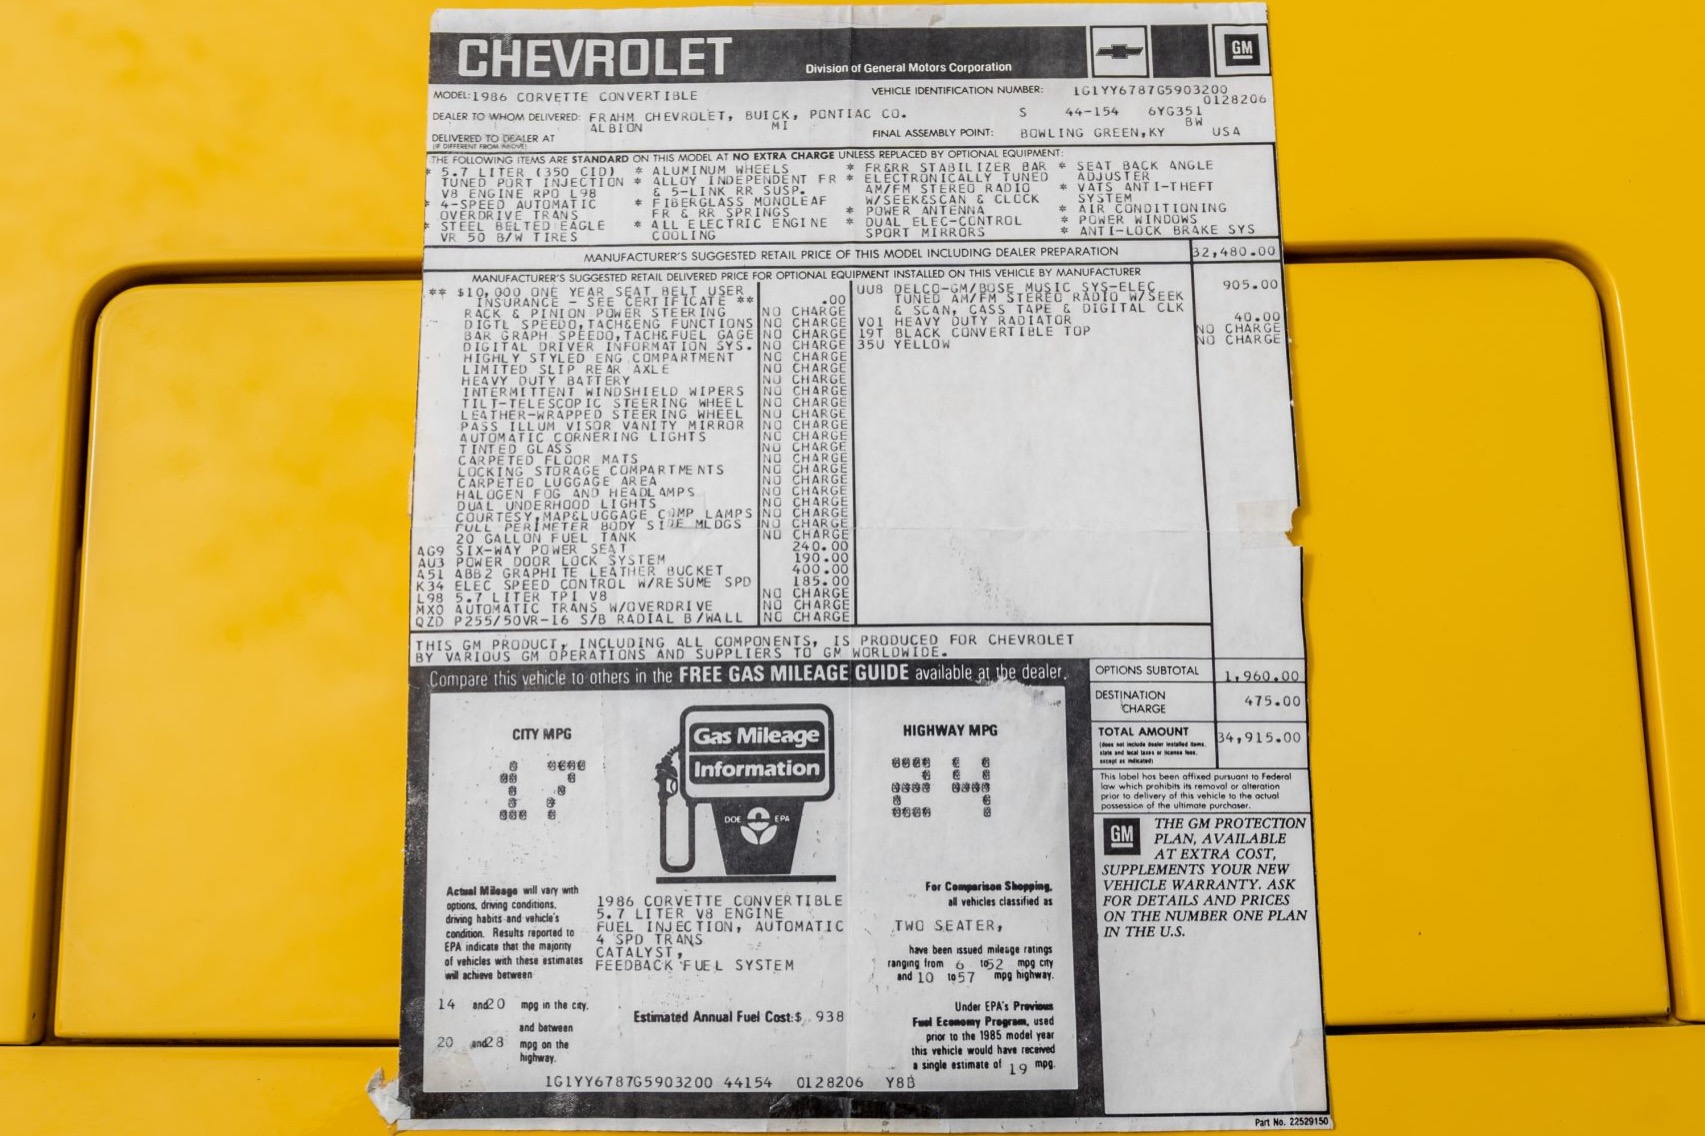 CHEVROLET
Division of General Motors Corporation
GM
MODEL: 1986 CORVETTE CONVERTIBLE
VEHICLE IDENTIFICATION NUMBER: 1G1YY6787G5903200
0128206
DEALER TO WHOM DELIVERED: FRAHM CHEVROLET, BUICK, PONTIAC CO.
S 44-154 6YG351
ALBION MI
BW
DELIVERED TO DEALER AT
(IF DIFFERENT FROM ABOVE)
FINAL ASSEMBLY POINT: BOWLING GREEN,KY USA
THE FOLLOWING ITEMS ARE STANDARD ON THIS MODEL AT NO EXTRA CHARGE UNLESS REPLACED BY OPTIONAL EQUIPMENT:
* 5.7 LITER (350 CID)
TUNED PORT INJECTION
V8 ENGINE RPO L98
* 4-SPEED AUTOMATIC
OVERDRIVE TRANS
* STEEL BELTED EAGLE
VR 50 B/W TIRES
* ALUMINUM WHEELS
* ALLOY INDEPENDENT FR
& 5-LINK RR SUSP.
* FIBERGLASS MONOLEAF
FR & RR SPRINGS
* ALL ELECTRIC ENGINE
COOLING
* FR&RR STABILIZER BAR
* ELECTRONICALLY TUNED
AM/FM STEREO RADIO
W/SEEK&SCAN & CLOCK
* POWER ANTENNA
* DUAL ELEC-CONTROL
SPORT MIRRORS
* SEAT BACK ANGLE
ADJUSTER
* VATS ANTI-THEFT
SYSTEM
* AIR CONDITIONING
* POWER WINDOWS
* ANTI-LOCK BRAKE SYS
MANUFACTURER'S SUGGESTED RETAIL PRICE OF THIS MODEL INCLUDING DEALER PREPARATION 32,480.00
MANUFACTURER'S SUGGESTED RETAIL DELIVERED PRICE FOR OPTIONAL EQUIPMENT INSTALLED ON THIS VEHICLE BY MANUFACTURER
** $10,000 ONE YEAR SEAT BELT USER
INSURANCE - SEE CERTIFICATE ** .00
RACK & PINION POWER STEERING NO CHARGE
DIGTL SPEEDO,TACH&ENG FUNCTIONS NO CHARGE
BAR GRAPH SPEEDO,TACH&FUEL GAGE NO CHARGE
DIGITAL DRIVER INFORMATION SYS. NO CHARGE
HIGHLY STYLED ENG COMPARTMENT NO CHARGE
LIMITED SLIP REAR AXLE NO CHARGE
HEAVY DUTY BATTERY NO CHARGE
INTERMITTENT WINDSHIELD WIPERS NO CHARGE
TILT-TELESCOPIC STEERING WHEEL NO CHARGE
LEATHER-WRAPPED STEERING WHEEL NO CHARGE
PASS ILLUM VISOR VANITY MIRROR NO CHARGE
AUTOMATIC CORNERING LIGHTS NO CHARGE
TINTED GLASS NO CHARGE
CARPETED FLOOR MATS NO CHARGE
LOCKING STORAGE COMPARTMENTS NO CHARGE
CARPETED LUGGAGE AREA NO CHARGE
HALOGEN FOG AND HEADLAMPS NO CHARGE
DUAL UNDERHOOD LIGHTS NO CHARGE
COURTESY,MAP&LUGGAGE COMP LAMPS NO CHARGE
FULL PERIMETER BODY SIDE MLDGS NO CHARGE
20 GALLON FUEL TANK NO CHARGE
AG9 SIX-WAY POWER SEAT 240.00
AU3 POWER DOOR LOCK SYSTEM 190.00
A51 ABB2 GRAPHITE LEATHER BUCKET 400.00
K34 ELEC SPEED CONTROL W/RESUME SPD 185.00
L98 5.7 LITER TPI V8 NO CHARGE
MX0 AUTOMATIC TRANS W/OVERDRIVE NO CHARGE
QZD P255/50VR-16 S/B RADIAL B/WALL NO CHARGE
UU8 DELCO-GM/BOSE MUSIC SYS-ELEC 905.00
TUNED AM/FM STEREO RADIO W/SEEK
& SCAN, CASS TAPE & DIGITAL CLK
V01 HEAVY DUTY RADIATOR 40.00
19T BLACK CONVERTIBLE TOP NO CHARGE
35U YELLOW NO CHARGE
THIS GM PRODUCT, INCLUDING ALL COMPONENTS, IS PRODUCED FOR CHEVROLET
BY VARIOUS GM OPERATIONS AND SUPPLIERS TO GM WORLDWIDE.
Compare this vehicle to others in the FREE GAS MILEAGE GUIDE available at the dealer.
CITY MPG
17
Gas Mileage
Information
DOE EPA
HIGHWAY MPG
24
Actual Mileage will vary with
options, driving conditions,
driving habits and vehicle's
condition. Results reported to
EPA indicate that the majority
of vehicles with these estimates
will achieve between
14 and 20 mpg in the city,
and between
20 and 28 mpg on the
highway.
1986 CORVETTE CONVERTIBLE
5.7 LITER V8 ENGINE
FUEL INJECTION, AUTOMATIC
4 SPD TRANS
CATALYST,
FEEDBACK FUEL SYSTEM
Estimated Annual Fuel Cost:$ 938
For Comparison Shopping,
all vehicles classified as
TWO SEATER,
have been issued mileage ratings
ranging from 6 to 52 mpg city
and 10 to 57 mpg highway.
Under EPA's Previous
Fuel Economy Program, used
prior to the 1985 model year
this vehicle would have received
a single estimate of 19 mpg.
1G1YY6787G5903200 44154 0128206 Y8B
OPTIONS SUBTOTAL 1,960.00
DESTINATION
CHARGE 475.00
TOTAL AMOUNT 34,915.00
(does not include dealer installed items,
state and local taxes or license fees,
except as indicated)
This label has been affixed pursuant to Federal
law which prohibits its removal or alteration
prior to delivery of this vehicle to the actual
possession of the ultimate purchaser.
GM
THE GM PROTECTION
PLAN, AVAILABLE
AT EXTRA COST,
SUPPLEMENTS YOUR NEW
VEHICLE WARRANTY. ASK
FOR DETAILS AND PRICES
ON THE NUMBER ONE PLAN
IN THE U.S.
Part No. 22529150